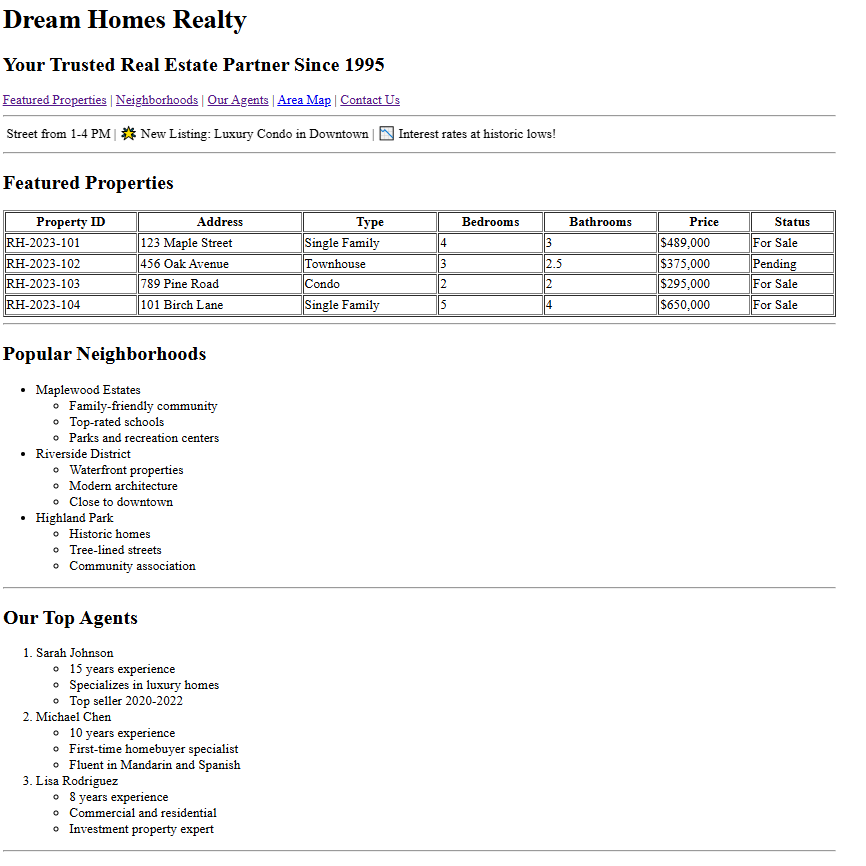 Dream Homes Realty
Your Trusted Real Estate Partner Since 1995
Featured Properties | Neighborhoods | Our Agents | Area Map | Contact Us
Street from 1-4 PM | 🌟 New Listing: Luxury Condo in Downtown | 📉 Interest rates at historic lows!
Featured Properties
Property ID Address Type Bedrooms Bathrooms Price Status
RH-2023-101 123 Maple Street Single Family 4 3 $489,000 For Sale
RH-2023-102 456 Oak Avenue Townhouse 3 2.5 $375,000 Pending
RH-2023-103 789 Pine Road Condo 2 2 $295,000 For Sale
RH-2023-104 101 Birch Lane Single Family 5 4 $650,000 For Sale
Popular Neighborhoods
• Maplewood Estates
◦ Family-friendly community
◦ Top-rated schools
◦ Parks and recreation centers
• Riverside District
◦ Waterfront properties
◦ Modern architecture
◦ Close to downtown
• Highland Park
◦ Historic homes
◦ Tree-lined streets
◦ Community association
Our Top Agents
1. Sarah Johnson
◦ 15 years experience
◦ Specializes in luxury homes
◦ Top seller 2020-2022
2. Michael Chen
◦ 10 years experience
◦ First-time homebuyer specialist
◦ Fluent in Mandarin and Spanish
3. Lisa Rodriguez
◦ 8 years experience
◦ Commercial and residential
◦ Investment property expert